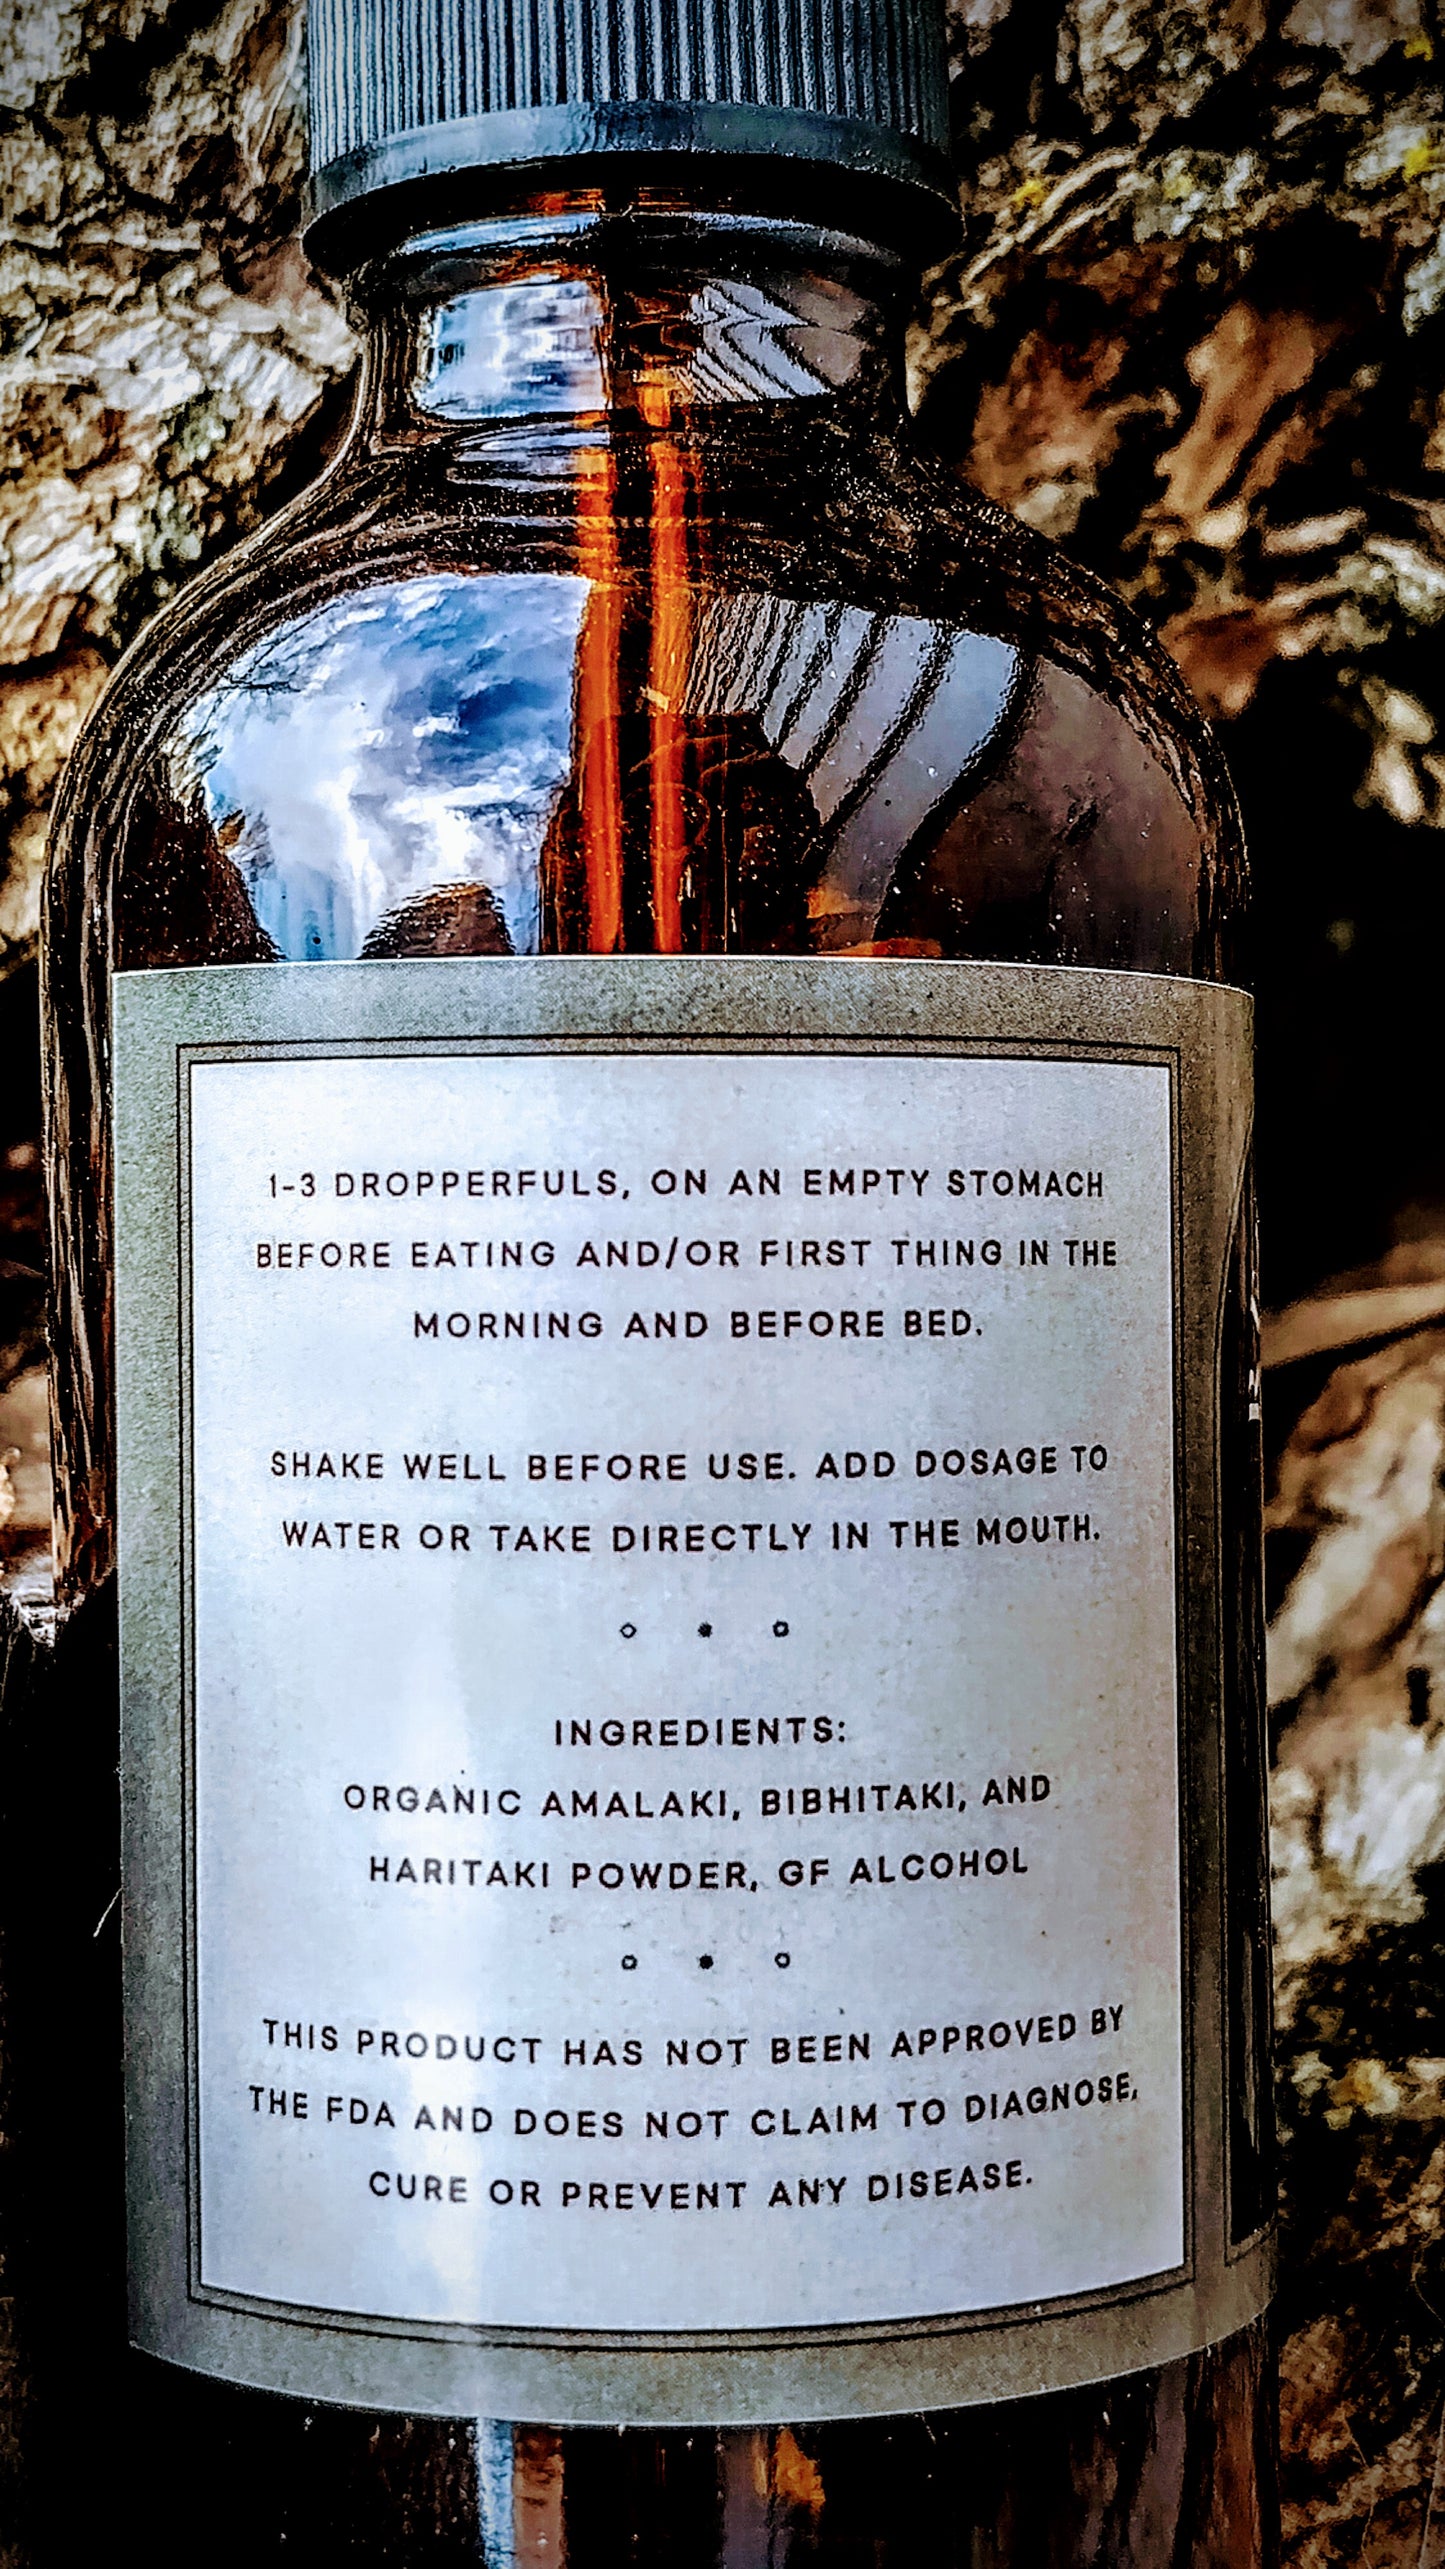 1-3 DROPPERFULS, ON AN EMPTY STOMACH
BEFORE EATING AND/OR FIRST THING IN THE
MORNING AND BEFORE BED.
SHAKE WELL BEFORE USE. ADD DOSAGE TO
WATER OR TAKE DIRECTLY IN THE MOUTH.
INGREDIENTS:
ORGANIC AMALAKI, BIBHITAKI, AND
HARITAKI POWDER, GF ALCOHOL
THIS PRODUCT HAS NOT BEEN APPROVED BY
THE FDA AND DOES NOT CLAIM TO DIAGNOSE,
CURE OR PREVENT ANY DISEASE.